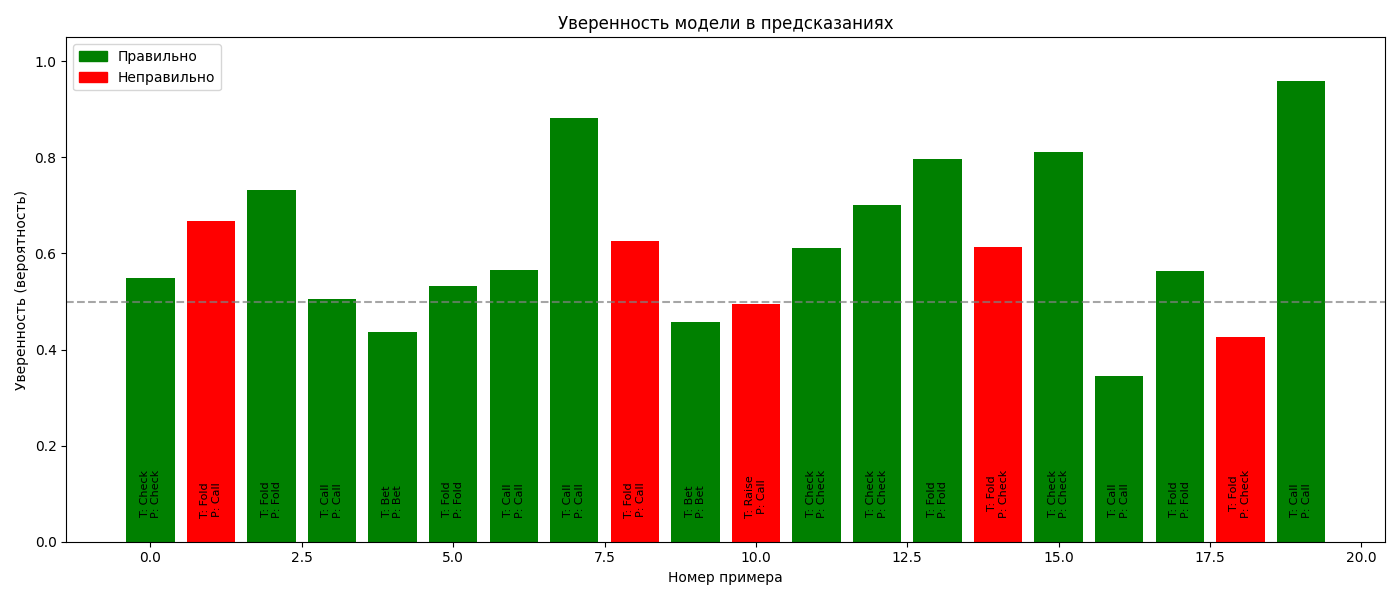 Уверенность модели в предсказаниях
Правильно
Неправильно
Уверенность (вероятность)
1.0
0.8
0.6
0.4
0.2
0.0
T: Check
P: Check
T: Fold
P: Call
T: Fold
P: Fold
T: Call
P: Call
T: Bet
P: Bet
T: Fold
P: Fold
T: Call
P: Call
T: Call
P: Call
T: Fold
P: Call
T: Bet
P: Bet
T: Raise
P: Call
T: Check
P: Check
T: Check
P: Check
T: Fold
P: Fold
T: Fold
P: Check
T: Check
P: Check
T: Call
P: Call
T: Fold
P: Fold
T: Fold
P: Check
T: Call
P: Call
0.0
2.5
5.0
7.5
10.0
12.5
15.0
17.5
20.0
Номер примера